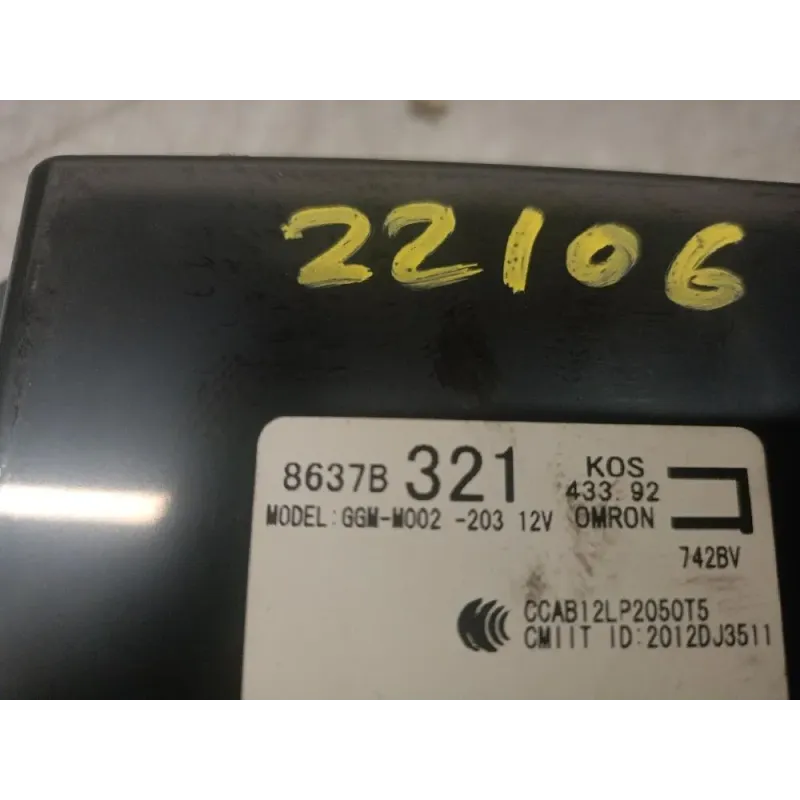 22106
8637B 321 KOS
433.92
MODEL:GGM-M002 -203 12V OMRON
742BV
CCAB12LP2050T5
CMIIT ID:2012DJ3511